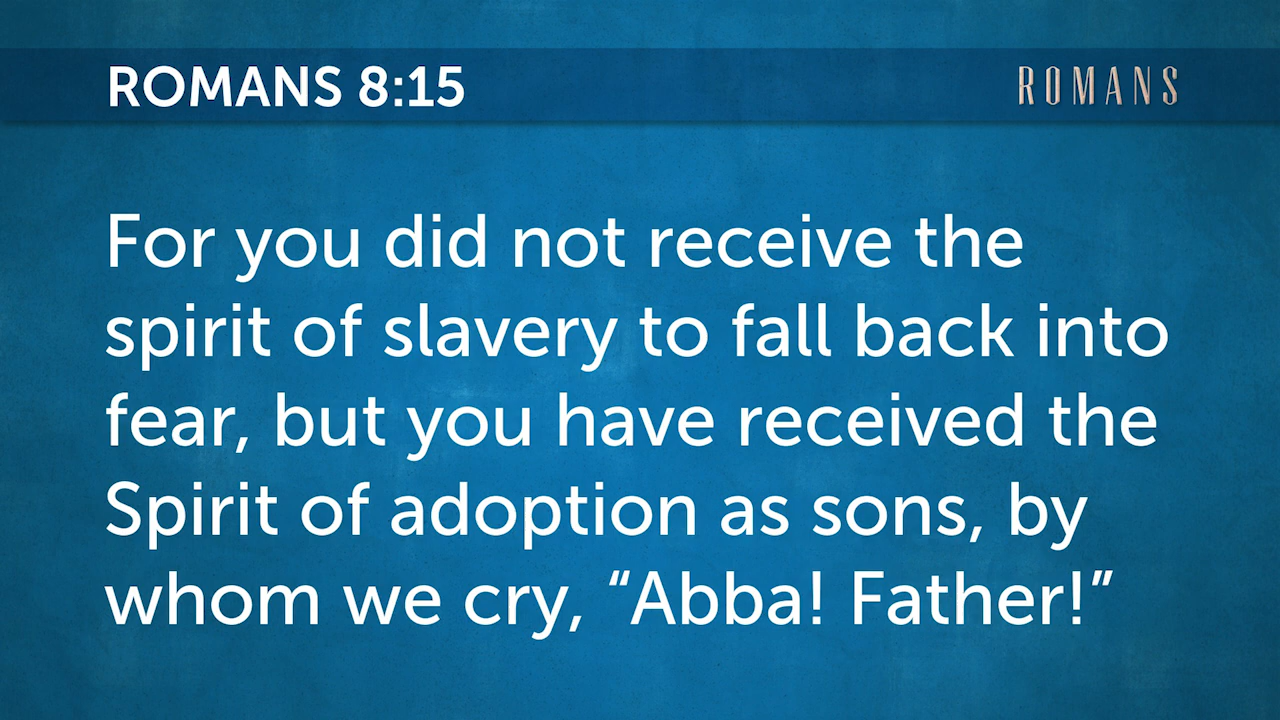 ROMANS 8:15
ROMANS
For you did not receive the
spirit of slavery to fall back into
fear, but you have received the
Spirit of adoption as sons, by
whom we cry, “Abba! Father!”